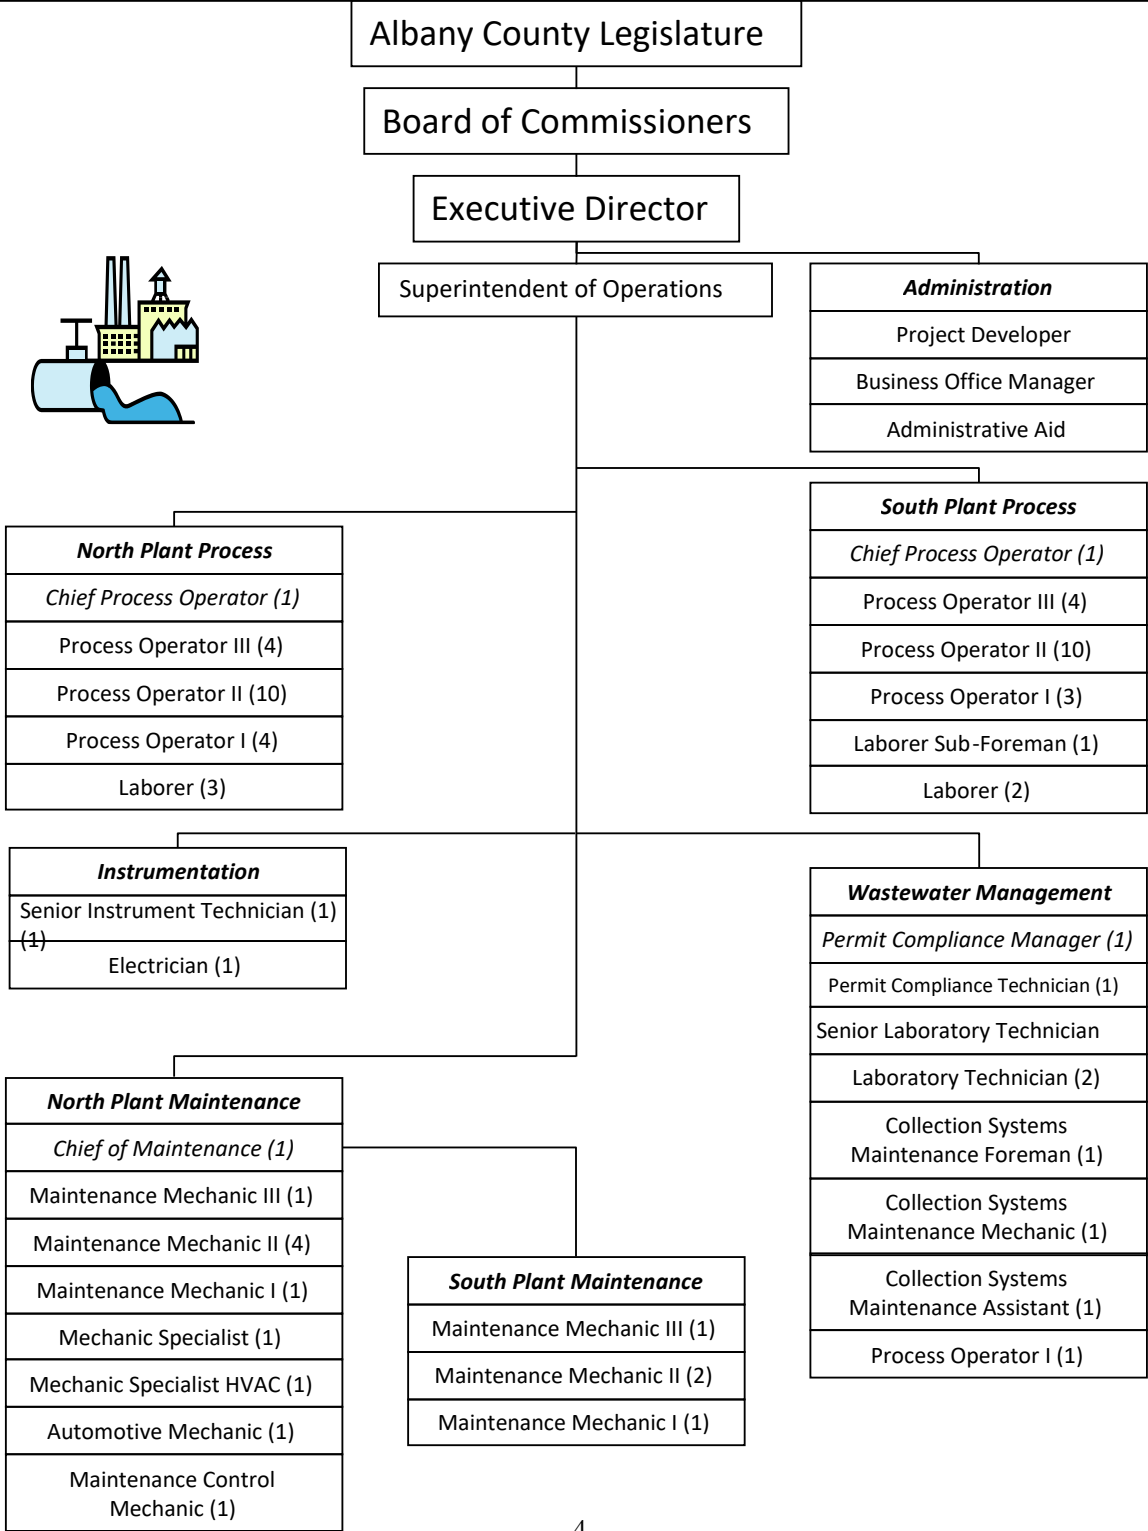 Albany County Legislature
Board of Commissioners
Executive Director
Superintendent of Operations
Administration
Project Developer
Business Office Manager
Administrative Aid
North Plant Process
Chief Process Operator (1)
Process Operator III (4)
Process Operator II (10)
Process Operator I (4)
Laborer (3)
South Plant Process
Chief Process Operator (1)
Process Operator III (4)
Process Operator II (10)
Process Operator I (3)
Laborer Sub-Foreman (1)
Laborer (2)
Instrumentation
Senior Instrument Technician (1)
(1)
Electrician (1)
Wastewater Management
Permit Compliance Manager (1)
Permit Compliance Technician (1)
Senior Laboratory Technician
Laboratory Technician (2)
Collection Systems
Maintenance Foreman (1)
Collection Systems
Maintenance Mechanic (1)
Collection Systems
Maintenance Assistant (1)
Process Operator I (1)
North Plant Maintenance
Chief of Maintenance (1)
Maintenance Mechanic III (1)
Maintenance Mechanic II (4)
Maintenance Mechanic I (1)
Mechanic Specialist (1)
Mechanic Specialist HVAC (1)
Automotive Mechanic (1)
Maintenance Control
Mechanic (1)
South Plant Maintenance
Maintenance Mechanic III (1)
Maintenance Mechanic II (2)
Maintenance Mechanic I (1)
4